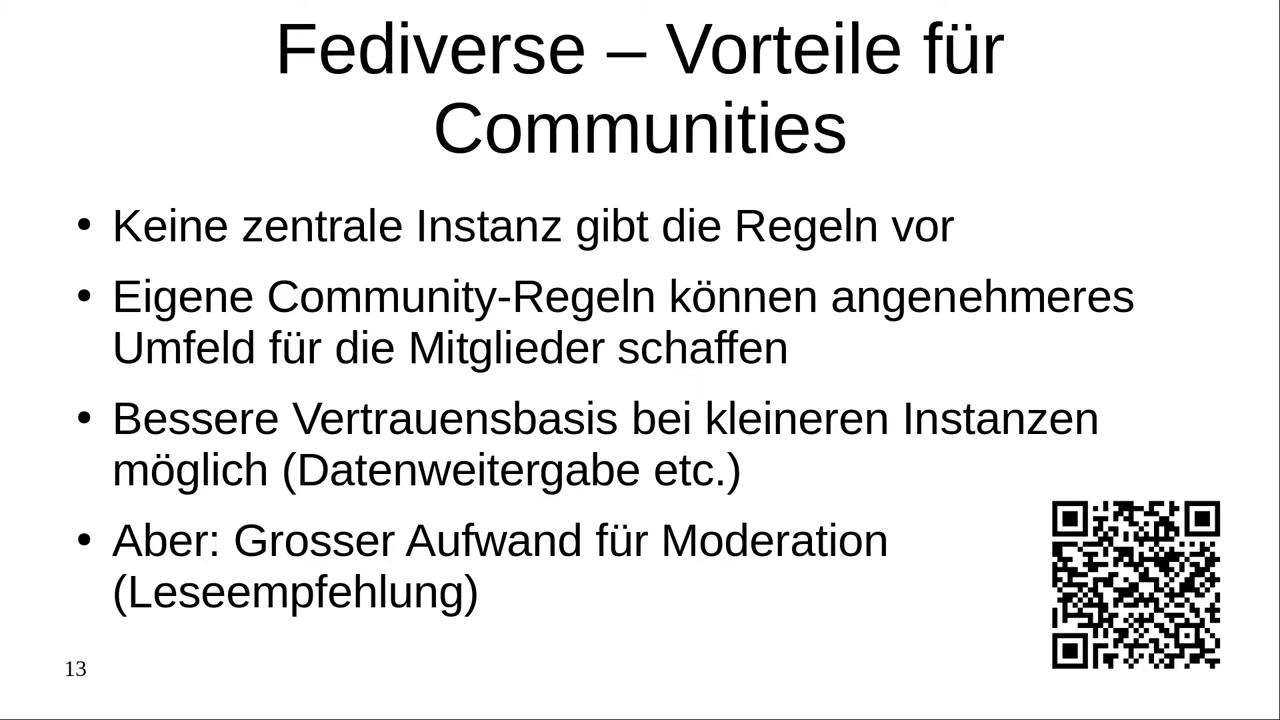 Fediverse – Vorteile für
Communities
• Keine zentrale Instanz gibt die Regeln vor
• Eigene Community-Regeln können angenehmeres
Umfeld für die Mitglieder schaffen
• Bessere Vertrauensbasis bei kleineren Instanzen
möglich (Datenweitergabe etc.)
• Aber: Grosser Aufwand für Moderation
(Leseempfehlung)
13